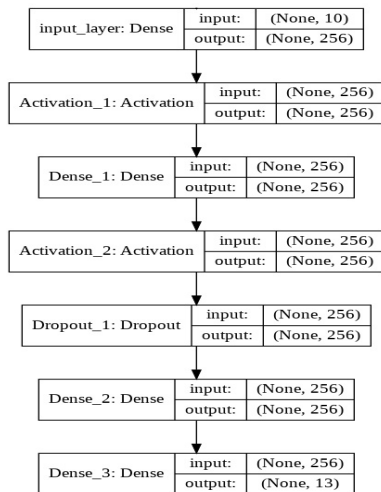 input_layer: Dense input: (None, 10)
output: (None, 256)
Activation_1: Activation input: (None, 256)
output: (None, 256)
Dense_1: Dense input: (None, 256)
output: (None, 256)
Activation_2: Activation input: (None, 256)
output: (None, 256)
Dropout_1: Dropout input: (None, 256)
output: (None, 256)
Dense_2: Dense input: (None, 256)
output: (None, 256)
Dense_3: Dense input: (None, 256)
output: (None, 13)